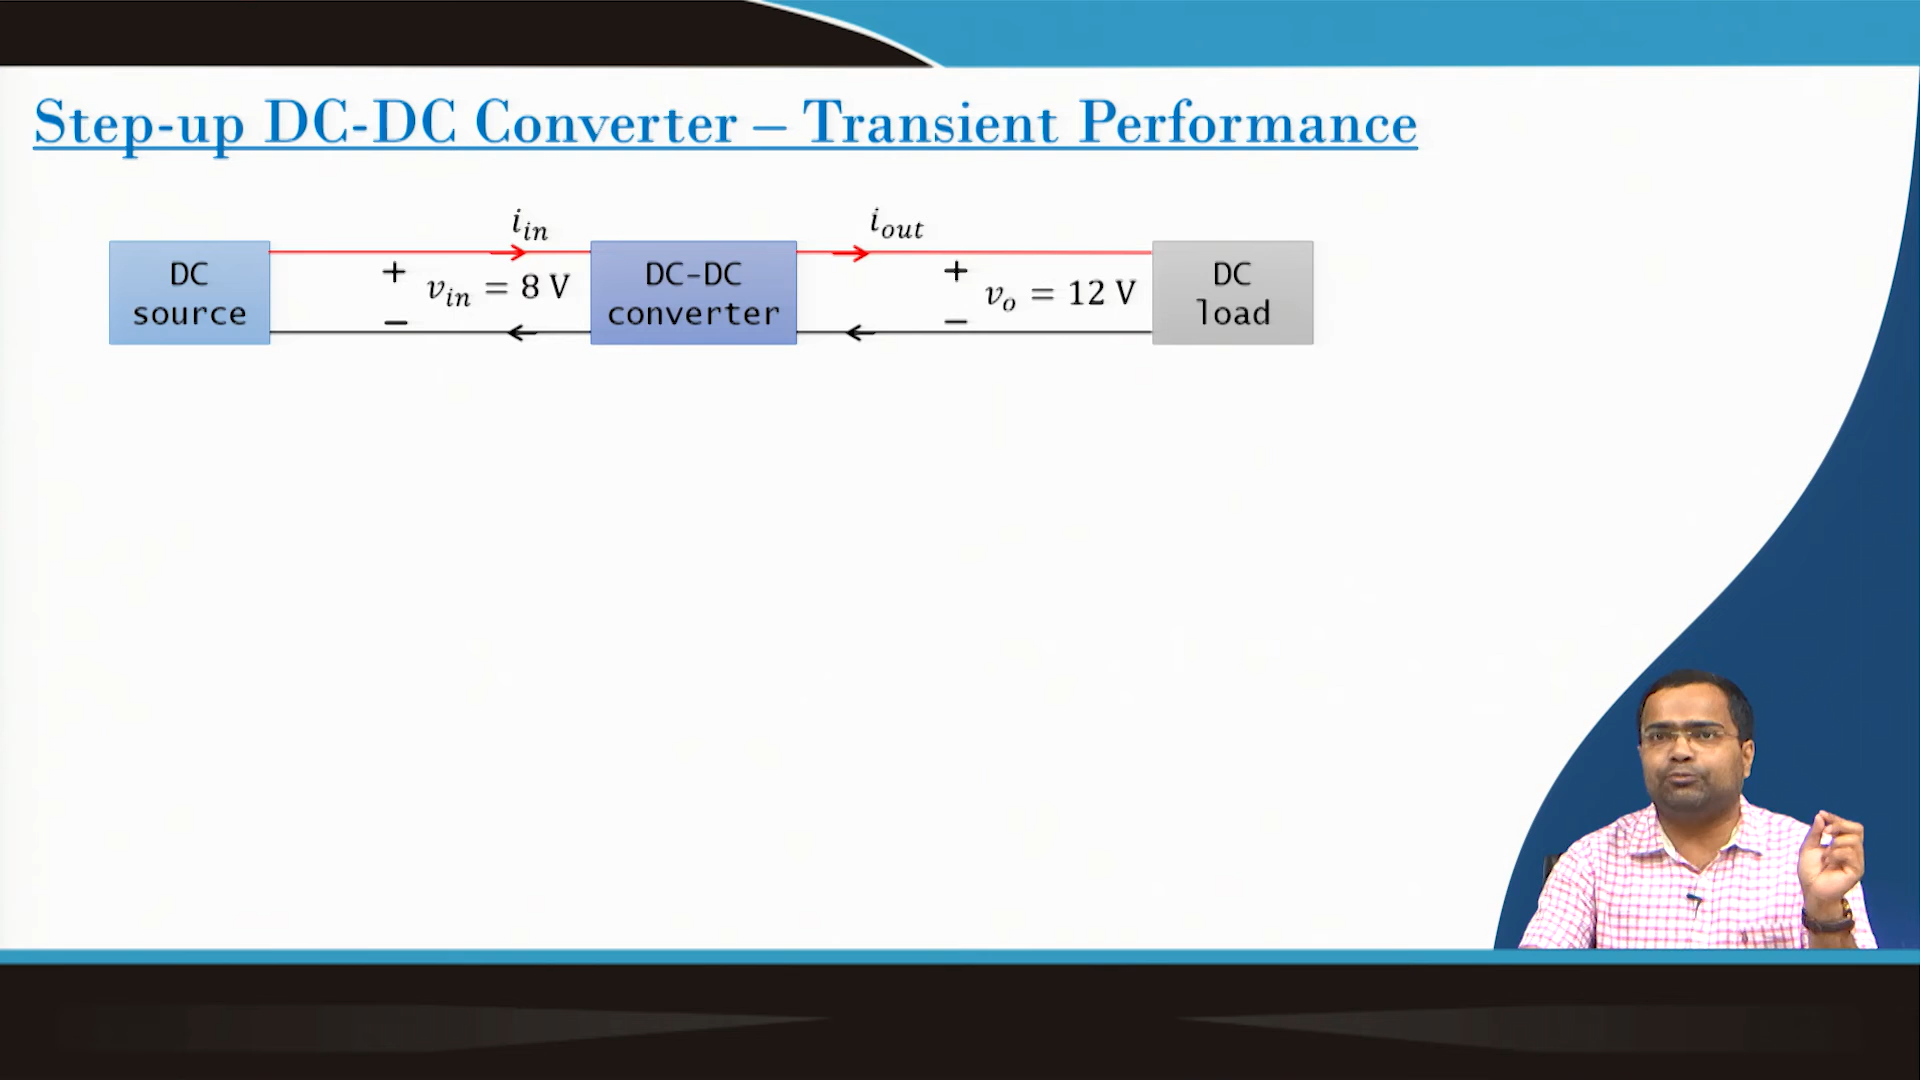 Step-up DC-DC Converter – Transient Performance
i_in
i_out
DC source
+
v_in = 8 V
−
DC-DC converter
+
v_o = 12 V
−
DC load